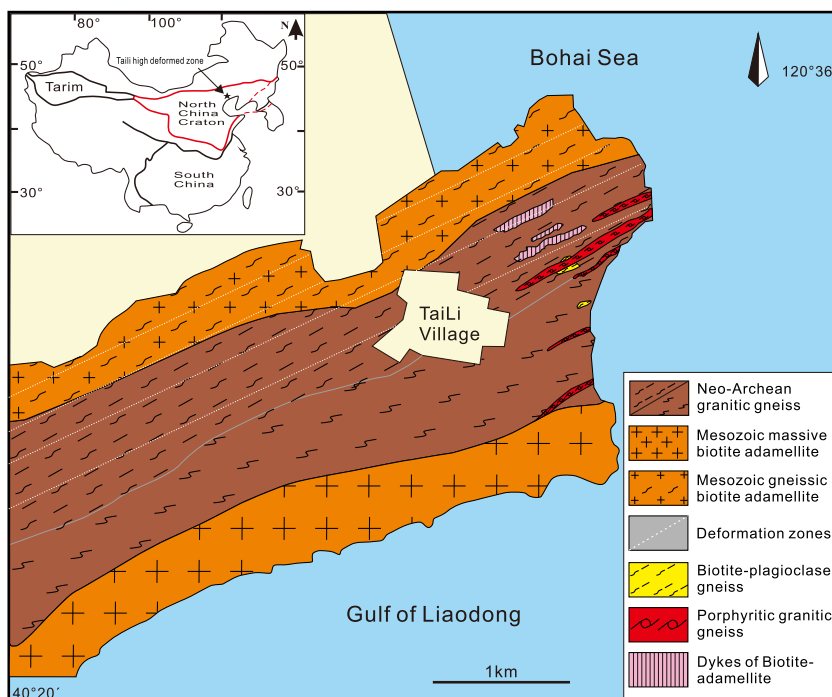 80°
100°
N
Taili high deformed zone
50°
50°
Tarim
North
China
Craton
South
China
30°
30°
Bohai Sea
120°36
TaiLi
Village
Gulf of Liaodong
1km
40°20′
Neo-Archean
granitic gneiss
Mesozoic massive
biotite adamellite
Mesozoic gneissic
biotite adamellite
Deformation zones
Biotite-plagioclase
gneiss
Porphyritic granitic
gneiss
Dykes of Biotite-
adamellite